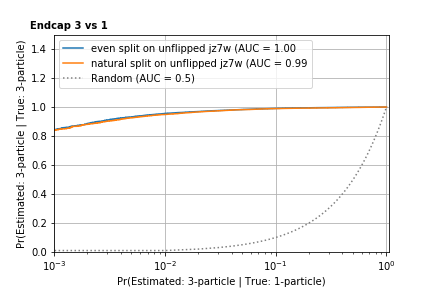 Endcap 3 vs 1
Pr(Estimated: 3-particle | True: 3-particle)
1.4
1.2
1.0
0.8
0.6
0.4
0.2
0.0
even split on unflipped jz7w (AUC = 1.00
natural split on unflipped jz7w (AUC = 0.99
Random (AUC = 0.5)
10⁻³ 10⁻² 10⁻¹ 10⁰
Pr(Estimated: 3-particle | True: 1-particle)